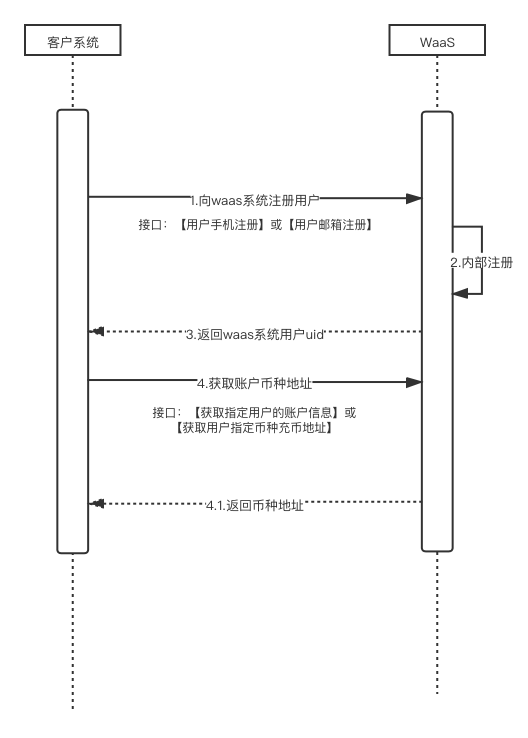 客户系统
WaaS
1.向waas系统注册用户
接口：【用户手机注册】或【用户邮箱注册】
2.内部注册
3.返回waas系统用户uid
4.获取账户币种地址
接口：【获取指定用户的账户信息】或
【获取用户指定币种充币地址】
4.1.返回币种地址